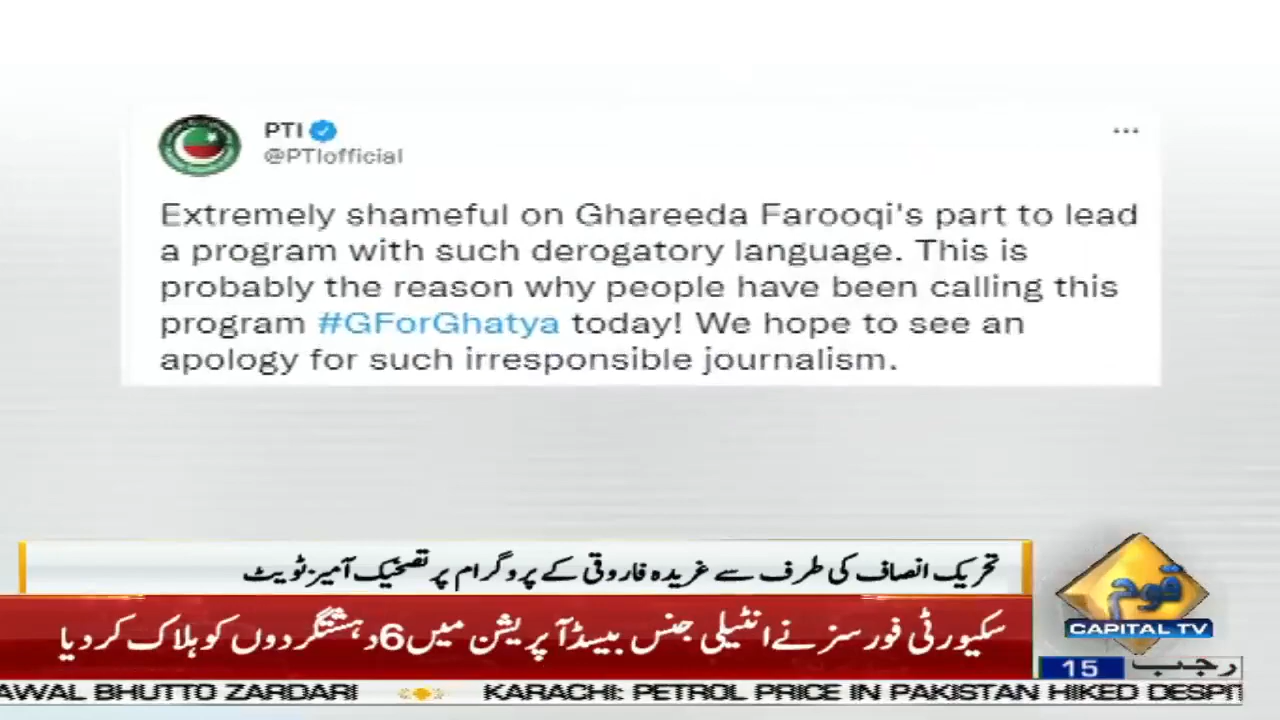 PTI
@PTIofficial
Extremely shameful on Ghareeda Farooqi's part to lead
a program with such derogatory language. This is
probably the reason why people have been calling this
program #GForGhatya today! We hope to see an
apology for such irresponsible journalism.
تحریک انصاف کی طرف سے غریدہ فاروقی کے پروگرام پر تضحیک آمیز ٹویٹ
سکیورٹی فورسز نے انٹیلی جنس بیسڈ آپریشن میں 6 دہشتگردوں کو ہلاک کر دیا
قوم
CAPITAL TV
15 رجب
AWAL BHUTTO ZARDARI KARACHI: PETROL PRICE IN PAKISTAN HIKED DESPIT